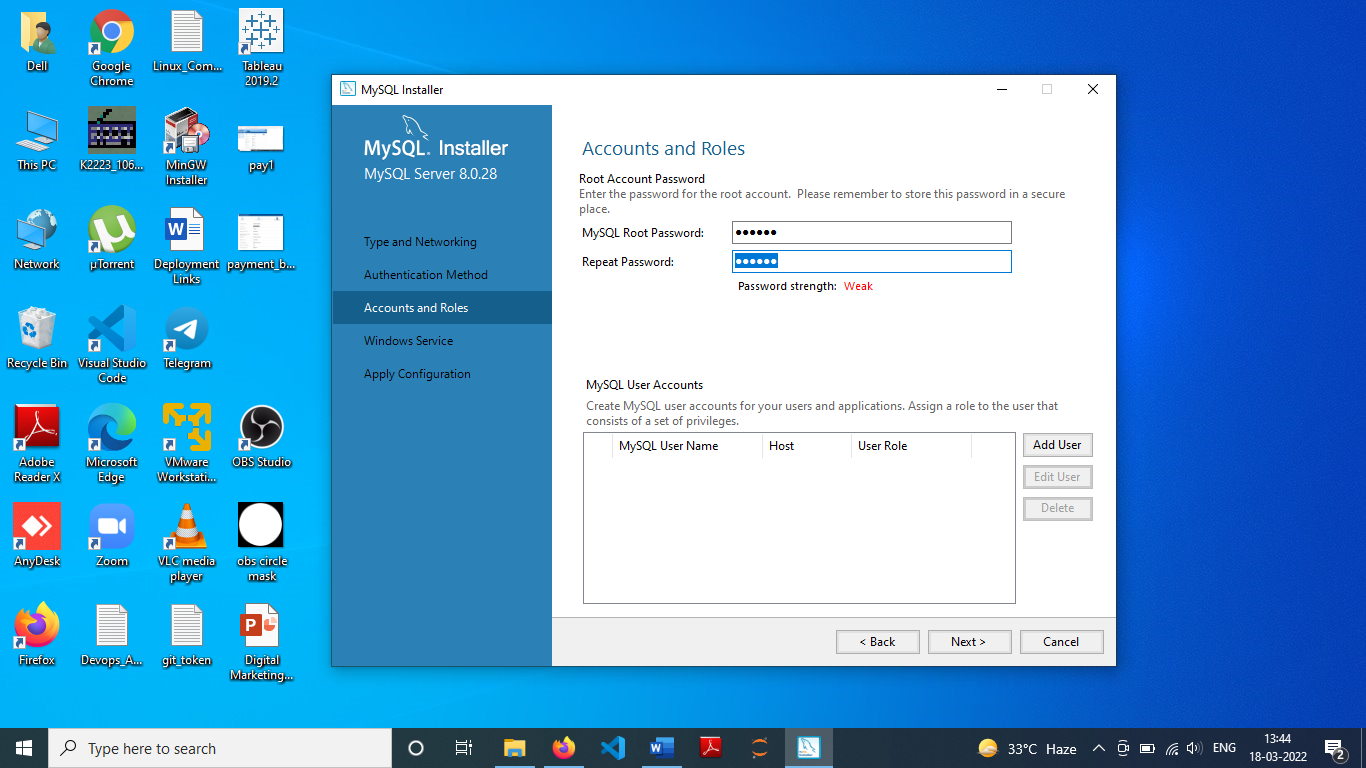 Dell
Google
Chrome
Linux_Com...
Tableau
2019.2
This PC
K2223_106...
MinGW
Installer
pay1
Network
µTorrent
Deployment
Links
payment_b...
Recycle Bin
Visual Studio
Code
Telegram
Adobe
Reader X
Microsoft
Edge
VMware
Workstati...
OBS Studio
AnyDesk
Zoom
VLC media
player
obs circle
mask
Firefox
Devops_A...
git_token
Digital
Marketing...
MySQL Installer
MySQL. Installer
MySQL Server 8.0.28
Type and Networking
Authentication Method
Accounts and Roles
Windows Service
Apply Configuration
Accounts and Roles
Root Account Password
Enter the password for the root account. Please remember to store this password in a secure
place.
MySQL Root Password: ●●●●●●
Repeat Password: ●●●●●●
Password strength: Weak
MySQL User Accounts
Create MySQL user accounts for your users and applications. Assign a role to the user that
consists of a set of privileges.
MySQL User Name Host User Role
Add User
Edit User
Delete
< Back Next > Cancel
Type here to search
33°C Haze
ENG
13:44
18-03-2022
2